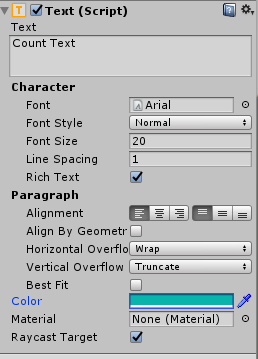 Text (Script)
Text
Count Text
Character
Font Arial
Font Style Normal
Font Size 20
Line Spacing 1
Rich Text
Paragraph
Alignment
Align By Geometr
Horizontal Overflo Wrap
Vertical Overflow Truncate
Best Fit
Color
Material None (Material)
Raycast Target